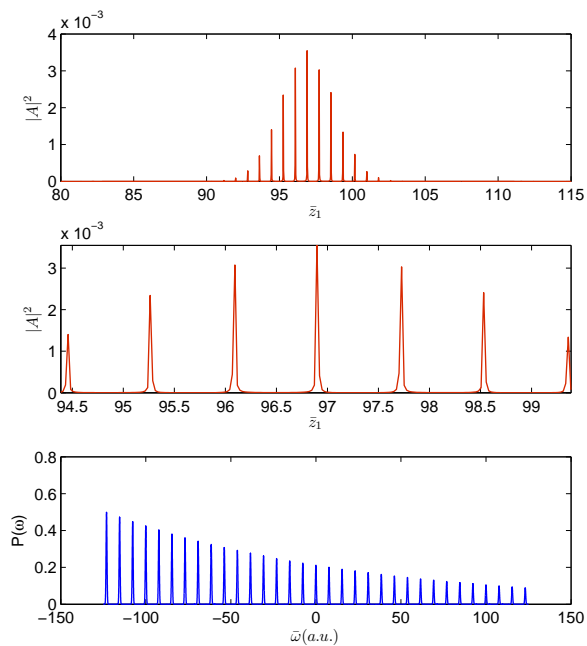 x 10⁻³
4
3
2
1
0
|A|²
80 85 90 95 100 105 110 115
z̄₁
x 10⁻³
3
2
1
0
|A|²
94.5 95 95.5 96 96.5 97 97.5 98 98.5 99
z̄₁
0.8
0.6
0.4
0.2
0
P(ω)
−150 −100 −50 0 50 100 150
ω̄(a.u.)